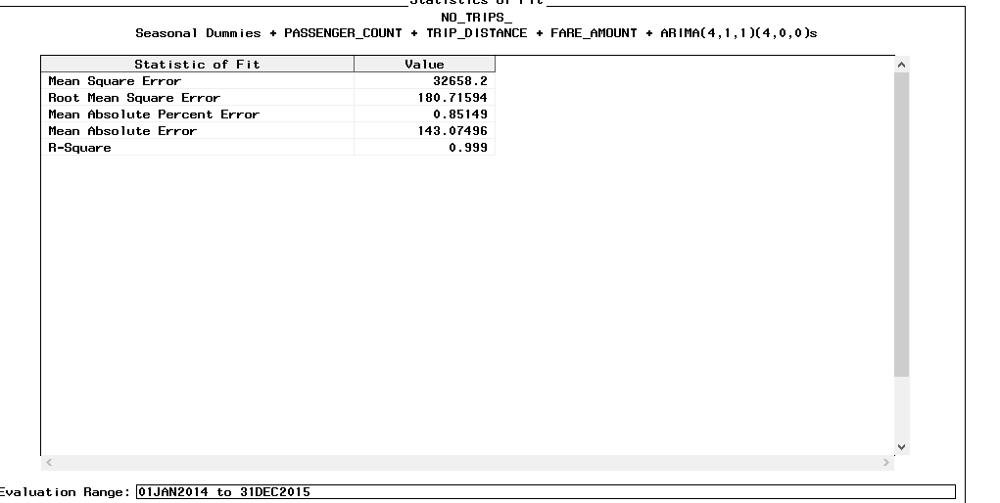 Statistics of Fit
NO_TRIPS_
Seasonal Dummies + PASSENGER_COUNT + TRIP_DISTANCE + FARE_AMOUNT + ARIMA(4,1,1)(4,0,0)s
Statistic of Fit Value
Mean Square Error 32658.2
Root Mean Square Error 180.71594
Mean Absolute Percent Error 0.85149
Mean Absolute Error 143.07496
R-Square 0.999
Evaluation Range: 01JAN2014 to 31DEC2015